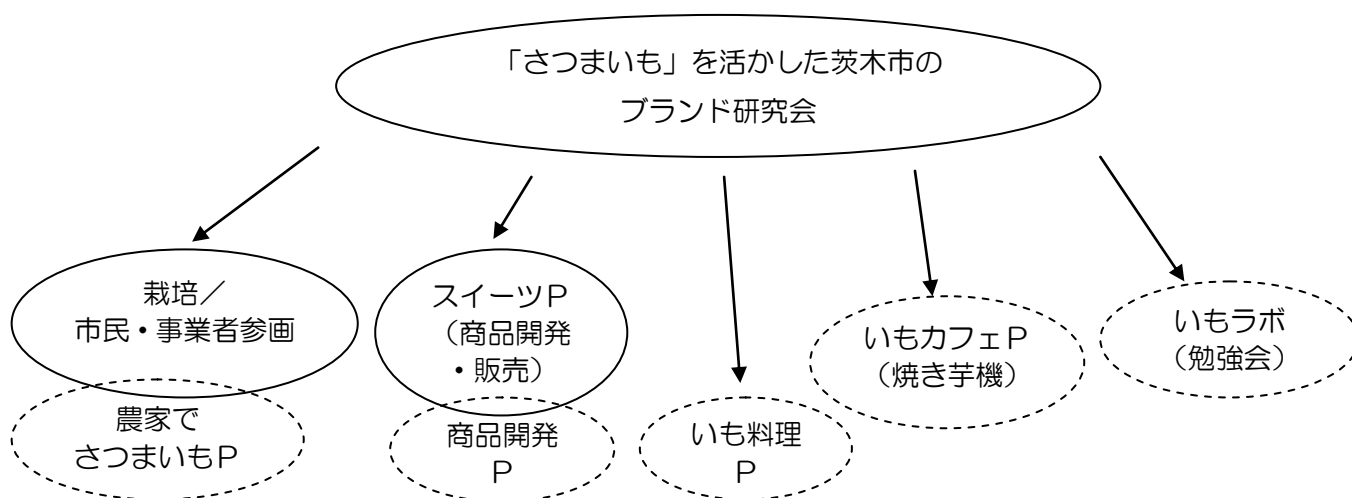 「さつまいも」を活かした茨木市の
ブランド研究会
栽培／
市民・事業者参画
農家で
さつまいもＰ
スイーツＰ
（商品開発
・販売）
商品開発
Ｐ
いも料理
Ｐ
いもカフェＰ
（焼き芋機）
いもラボ
（勉強会）